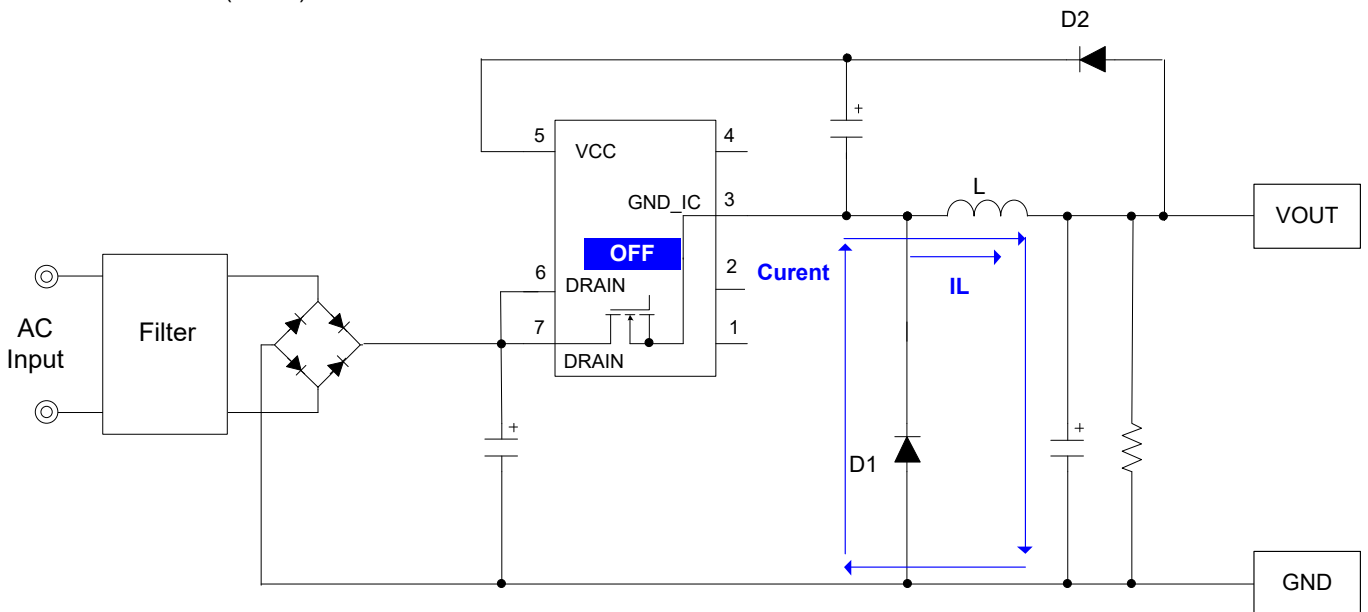 D2
5
4
VCC
GND_IC
3
L
VOUT
OFF
Curent
IL
6
2
DRAIN
AC
Input
Filter
7
1
DRAIN
+
+
+
D1
GND